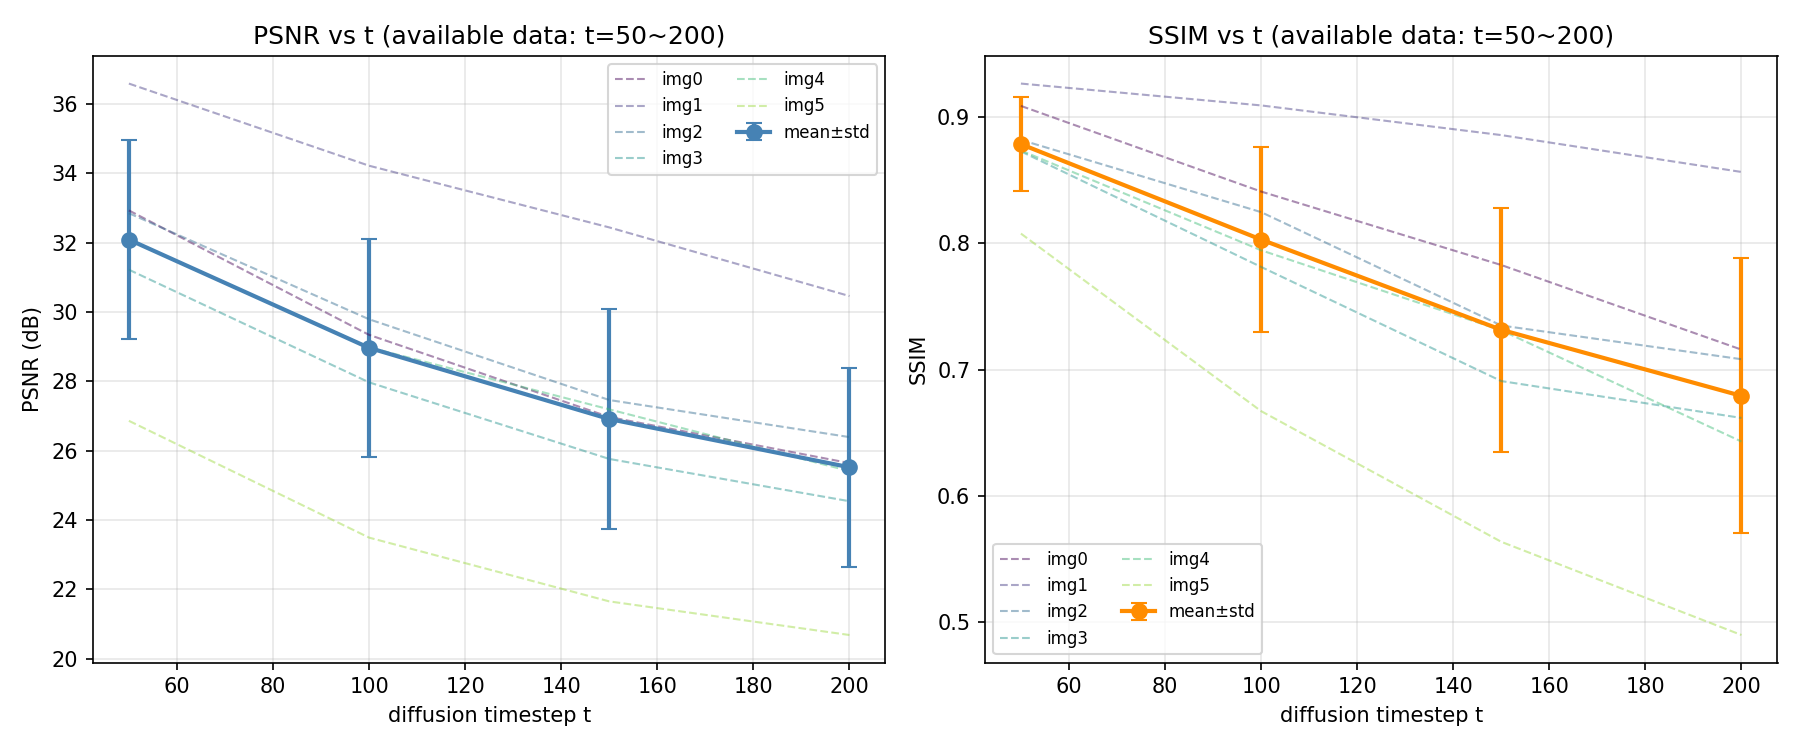 PSNR vs t (available data: t=50~200)
img0
img1
img2
img3
img4
img5
mean±std
36
34
32
30
28
26
24
22
20
PSNR (dB)
60 80 100 120 140 160 180 200
diffusion timestep t
SSIM vs t (available data: t=50~200)
0.9
0.8
0.7
0.6
0.5
SSIM
img0
img1
img2
img3
img4
img5
mean±std
60 80 100 120 140 160 180 200
diffusion timestep t